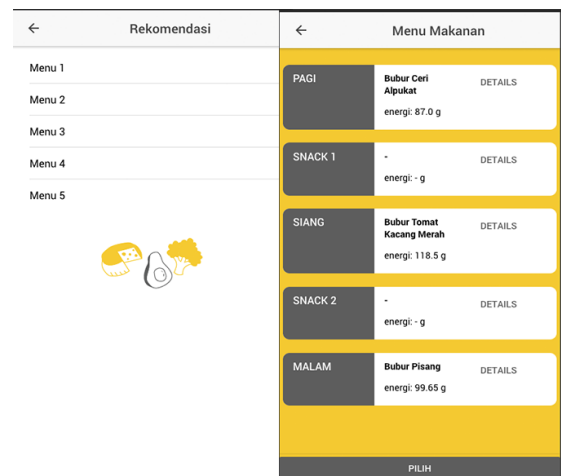 Rekomendasi
Menu 1
Menu 2
Menu 3
Menu 4
Menu 5
Menu Makanan
PAGI
Bubur Ceri
Alpukat
energi: 87.0 g
DETAILS
SNACK 1
-
energi: - g
DETAILS
SIANG
Bubur Tomat
Kacang Merah
energi: 118.5 g
DETAILS
SNACK 2
-
energi: - g
DETAILS
MALAM
Bubur Pisang
energi: 99.65 g
DETAILS
PILIH